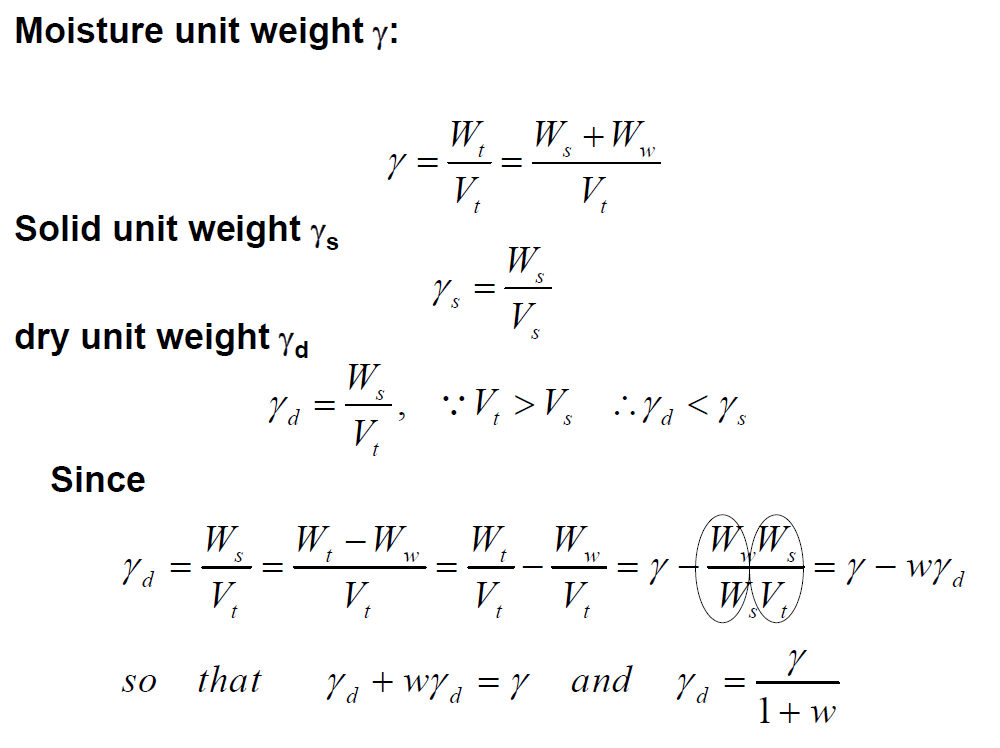 Moisture unit weight γ:
γ = W_t / V_t = (W_s + W_w) / V_t
Solid unit weight γ_s
γ_s = W_s / V_s
dry unit weight γ_d
γ_d = W_s / V_t, ∵ V_t > V_s ∴ γ_d < γ_s
Since
γ_d = W_s / V_t = (W_t − W_w) / V_t = W_t / V_t − W_w / V_t = γ − (W_w W_s) / (W_s V_t) = γ − wγ_d
so that γ_d + wγ_d = γ and γ_d = γ / (1 + w)